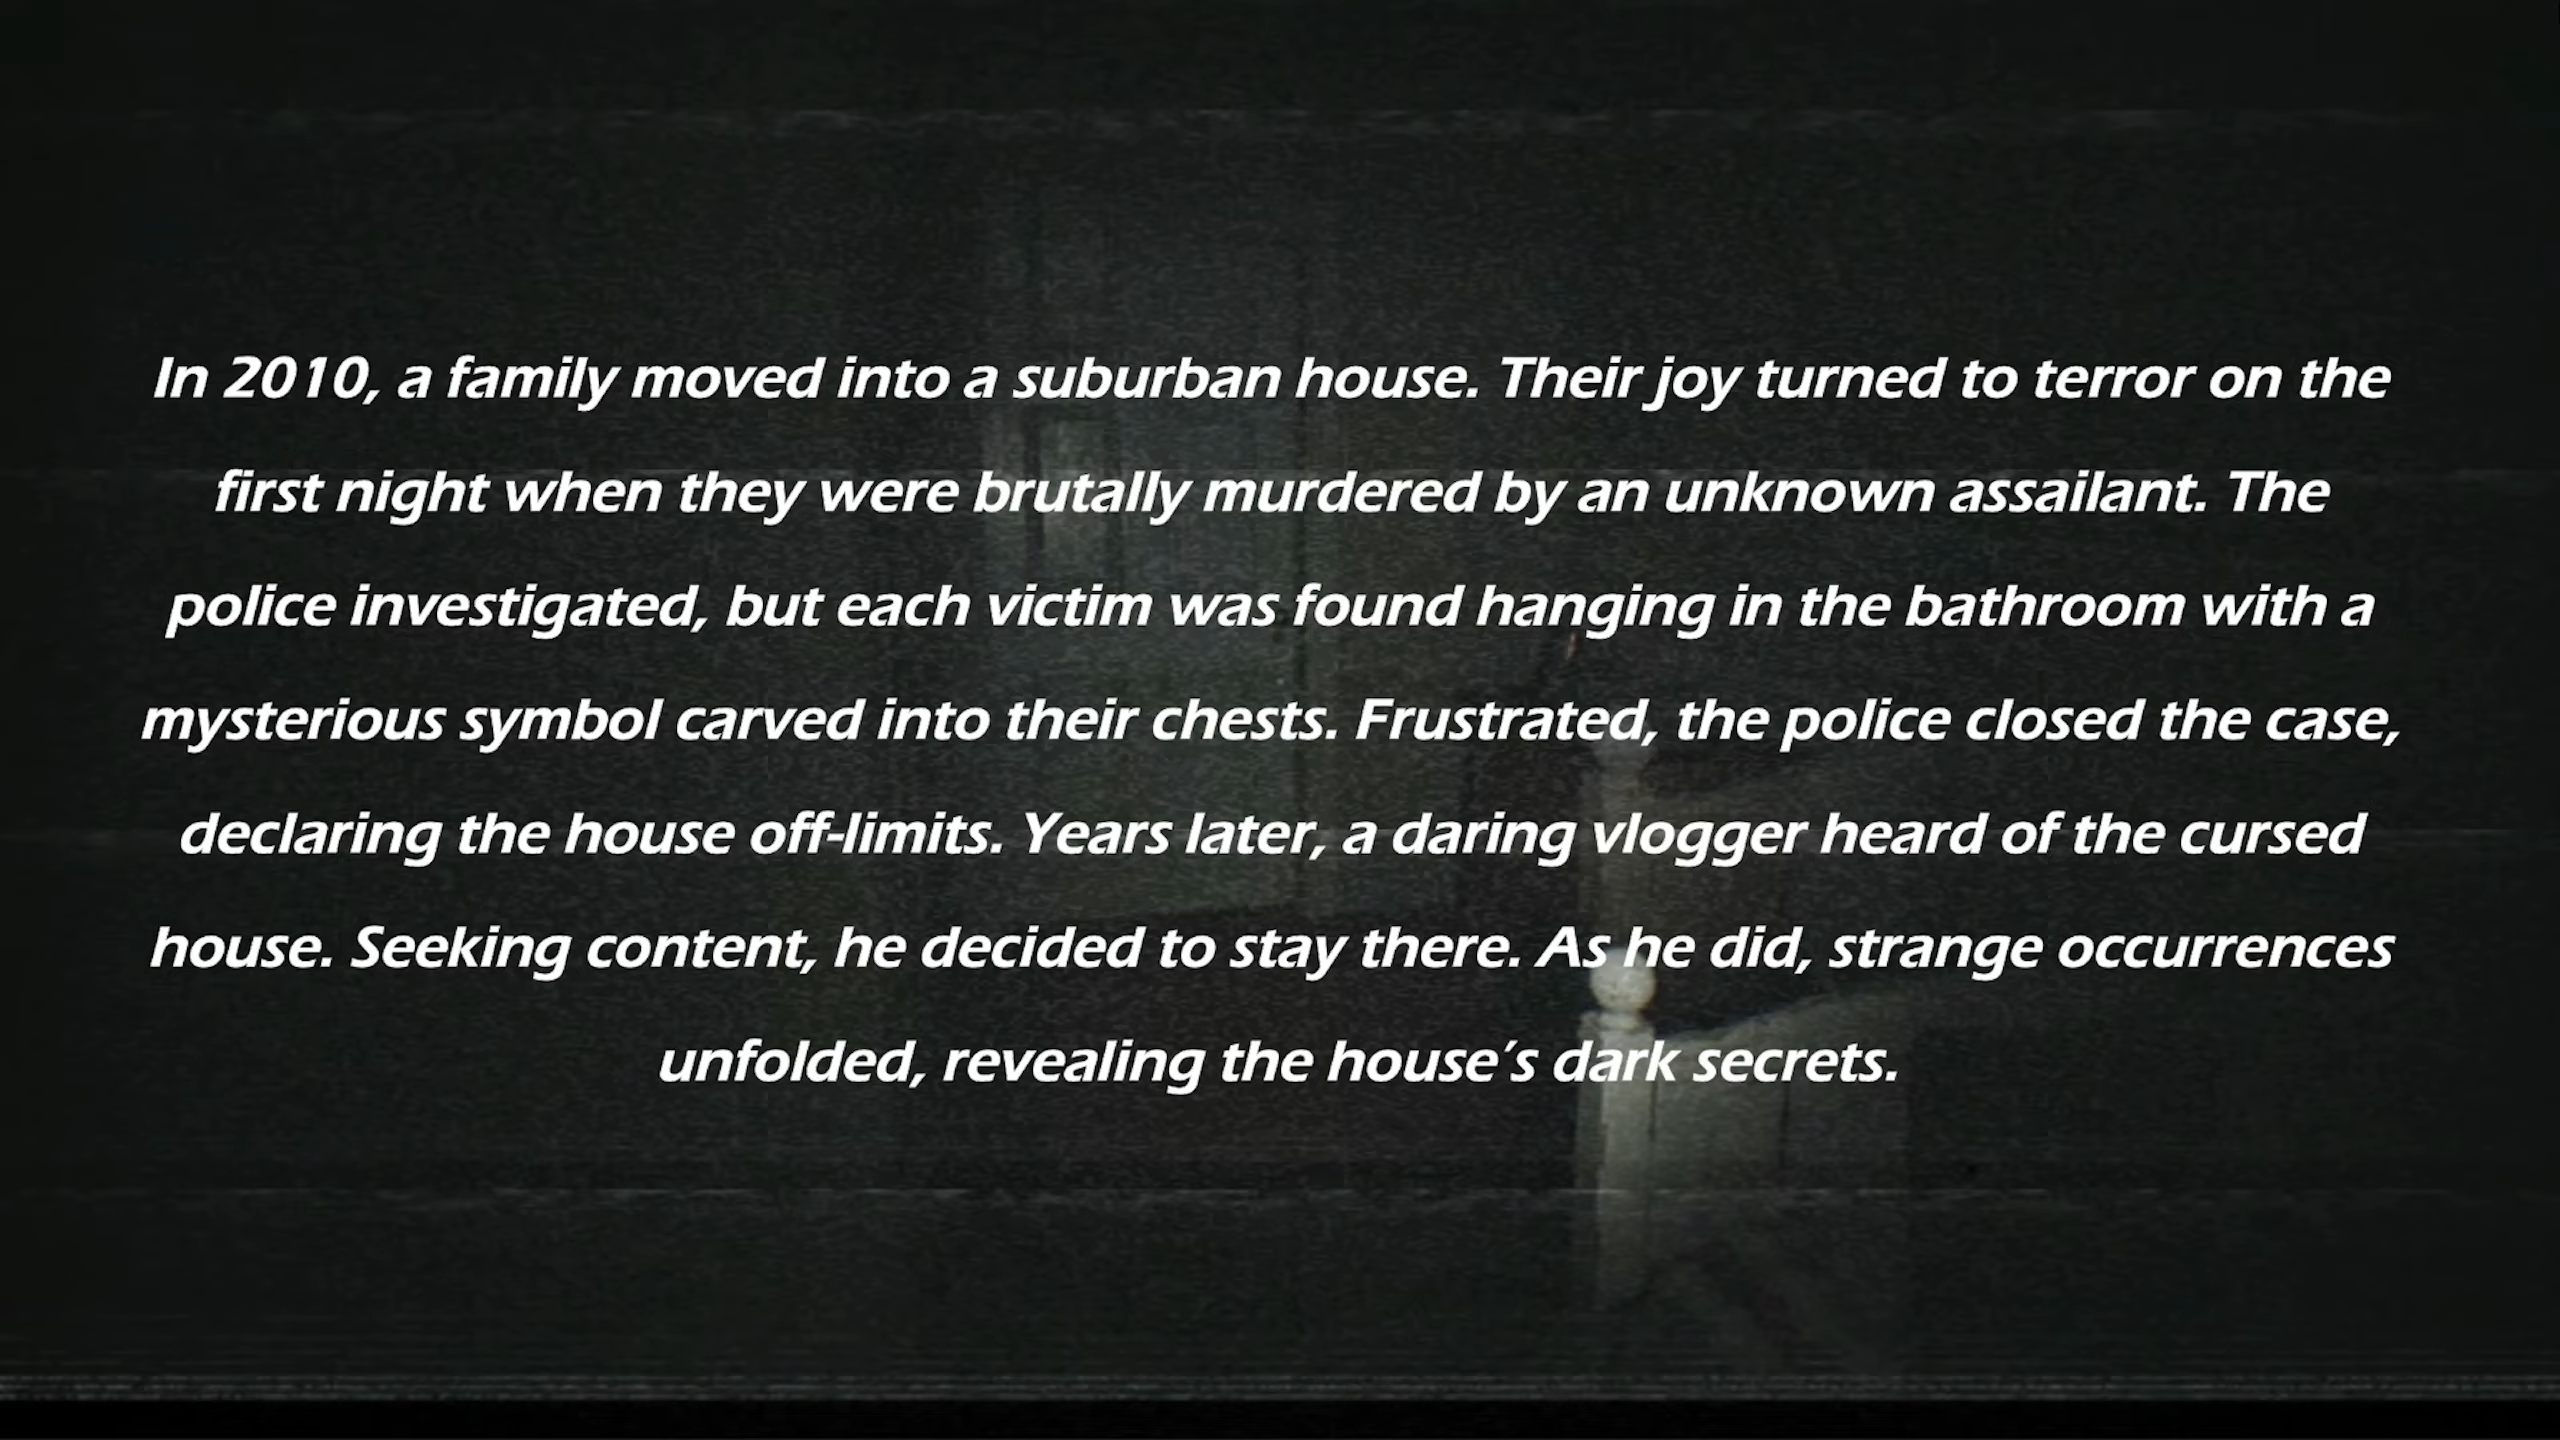 In 2010, a family moved into a suburban house. Their joy turned to terror on the
first night when they were brutally murdered by an unknown assailant. The
police investigated, but each victim was found hanging in the bathroom with a
mysterious symbol carved into their chests. Frustrated, the police closed the case,
declaring the house off-limits. Years later, a daring vlogger heard of the cursed
house. Seeking content, he decided to stay there. As he did, strange occurrences
unfolded, revealing the house's dark secrets.